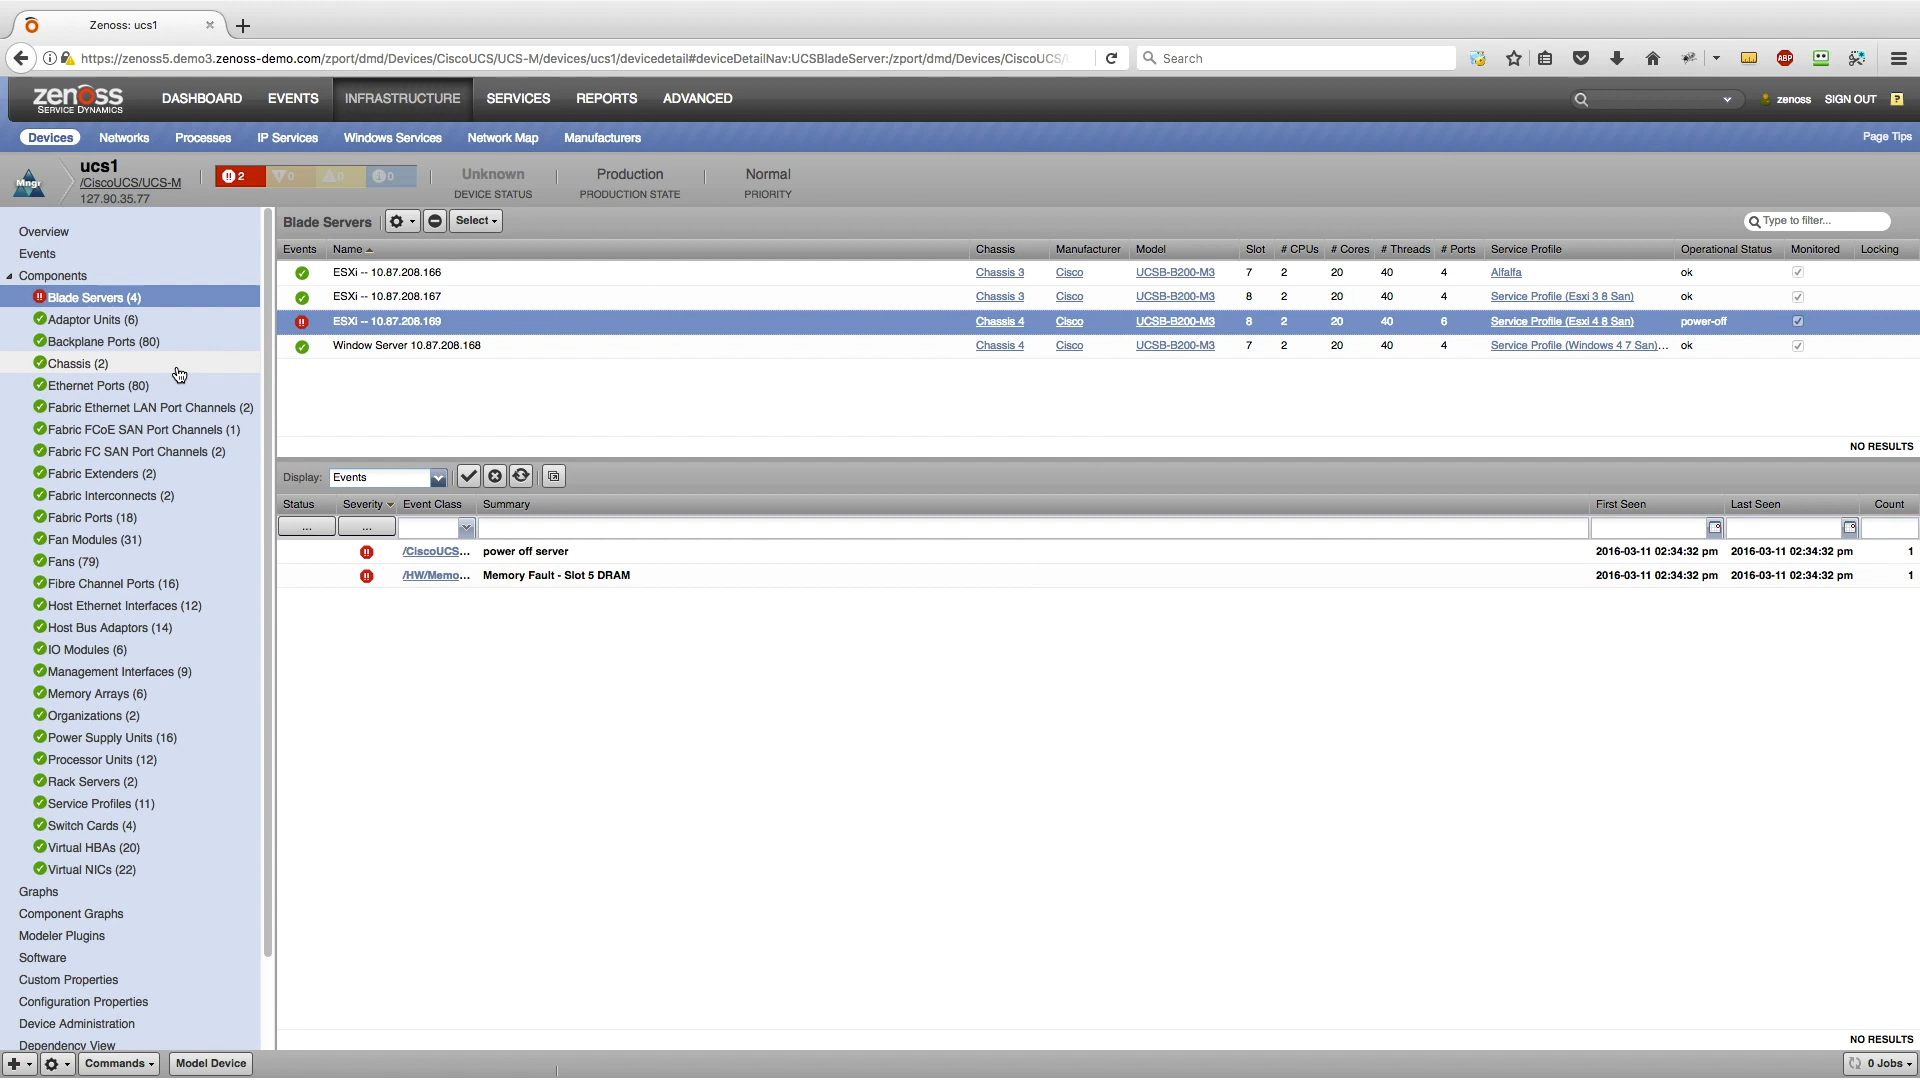 Zenoss: ucs1
https://zenoss5.demo3.zenoss-demo.com/zport/dmd/Devices/CiscoUCS/UCS-M/devices/ucs1/devicedetail#deviceDetailNav:UCSBladeServer:/zport/dmd/Devices/CiscoUCS/
Search
ABP
zenoss
SERVICE DYNAMICS
DASHBOARD EVENTS INFRASTRUCTURE SERVICES REPORTS ADVANCED
zenoss SIGN OUT ?
Devices Networks Processes IP Services Windows Services Network Map Manufacturers
Page Tips
Mngr
ucs1
/CiscoUCS/UCS-M
127.90.35.77
2 0 0 0
Unknown
DEVICE STATUS
Production
PRODUCTION STATE
Normal
PRIORITY
Overview
Events
Components
Blade Servers (4)
Adaptor Units (6)
Backplane Ports (80)
Chassis (2)
Ethernet Ports (80)
Fabric Ethernet LAN Port Channels (2)
Fabric FCoE SAN Port Channels (1)
Fabric FC SAN Port Channels (2)
Fabric Extenders (2)
Fabric Interconnects (2)
Fabric Ports (18)
Fan Modules (31)
Fans (79)
Fibre Channel Ports (16)
Host Ethernet Interfaces (12)
Host Bus Adaptors (14)
IO Modules (6)
Management Interfaces (9)
Memory Arrays (6)
Organizations (2)
Power Supply Units (16)
Processor Units (12)
Rack Servers (2)
Service Profiles (11)
Switch Cards (4)
Virtual HBAs (20)
Virtual NICs (22)
Graphs
Component Graphs
Modeler Plugins
Software
Custom Properties
Configuration Properties
Device Administration
Dependency View
Blade Servers
Select
Type to filter...
Events Name Chassis Manufacturer Model Slot # CPUs # Cores # Threads # Ports Service Profile Operational Status Monitored Locking
ESXi -- 10.87.208.166 Chassis 3 Cisco UCSB-B200-M3 7 2 20 40 4 Alfalfa ok
ESXi -- 10.87.208.167 Chassis 3 Cisco UCSB-B200-M3 8 2 20 40 4 Service Profile (Esxi 3 8 San) ok
ESXi -- 10.87.208.169 Chassis 4 Cisco UCSB-B200-M3 8 2 20 40 6 Service Profile (Esxi 4 8 San) power-off
Window Server 10.87.208.168 Chassis 4 Cisco UCSB-B200-M3 7 2 20 40 4 Service Profile (Windows 4 7 San)... ok
NO RESULTS
Display: Events
Status Severity Event Class Summary First Seen Last Seen Count
... ...
/CiscoUCS... power off server 2016-03-11 02:34:32 pm 2016-03-11 02:34:32 pm 1
/HW/Memo... Memory Fault - Slot 5 DRAM 2016-03-11 02:34:32 pm 2016-03-11 02:34:32 pm 1
NO RESULTS
Commands Model Device
0 Jobs